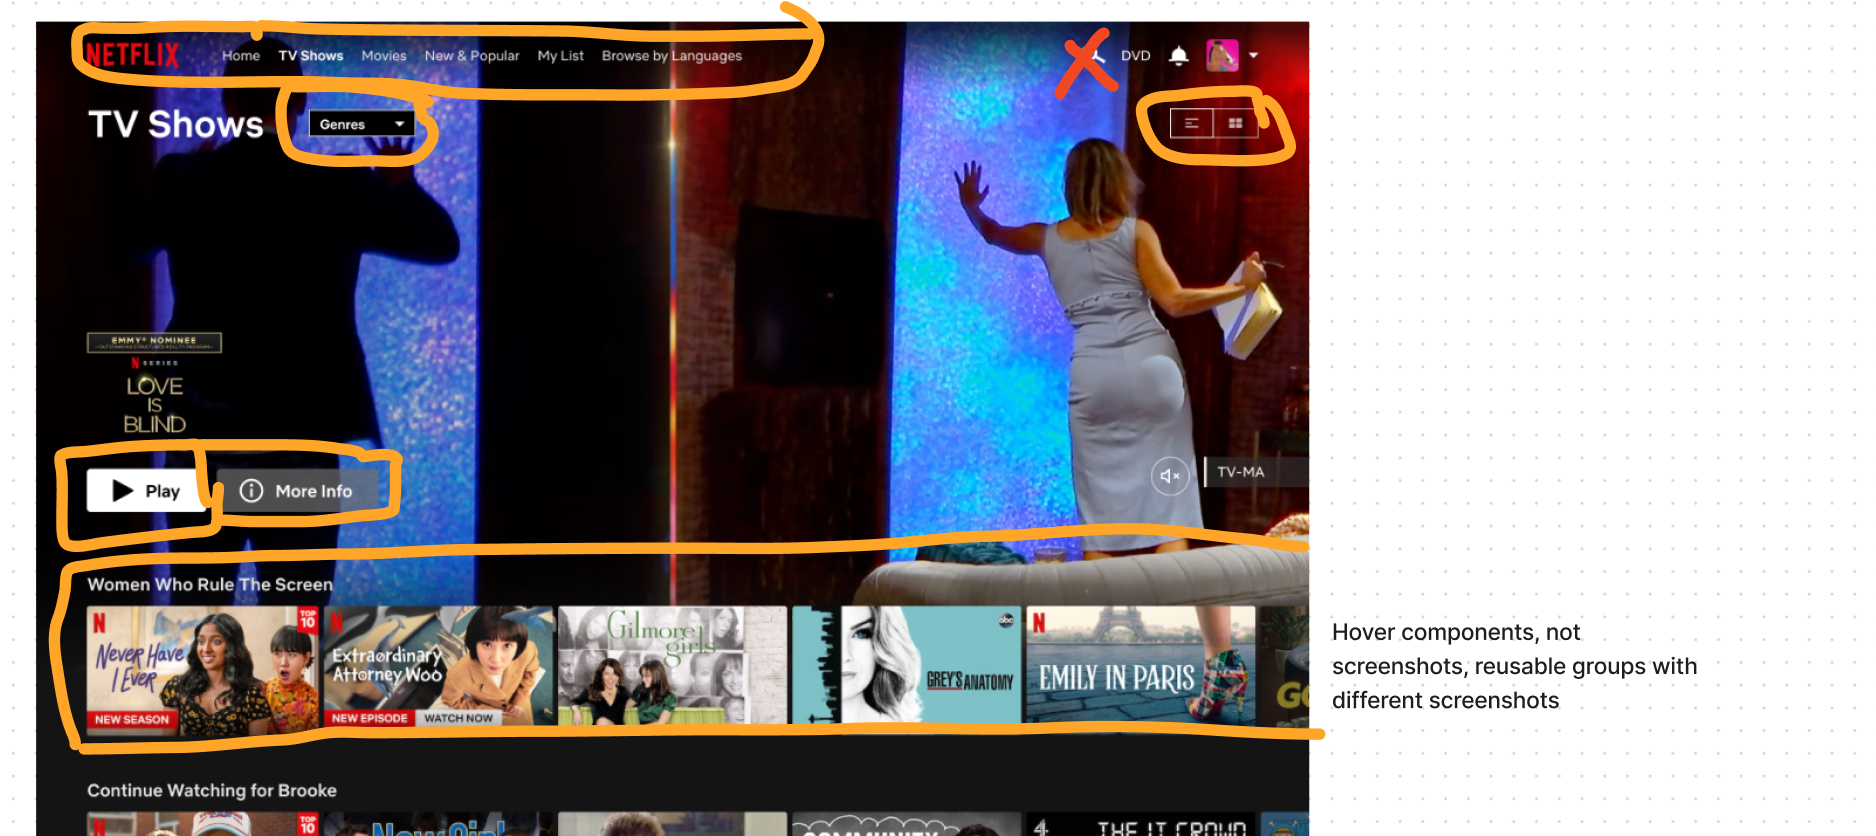 NETFLIX Home TV Shows Movies New & Popular My List Browse by Languages DVD
TV Shows Genres
EMMY® NOMINEE
N SERIES
LOVE
IS
BLIND
Play More Info
TV-MA
Women Who Rule The Screen
N Never Have I Ever TOP 10 NEW SEASON
N Extraordinary Attorney Woo NEW EPISODE WATCH NOW
Gilmore girls
abc GREY'S ANATOMY
N EMILY IN PARIS
Hover components, not
screenshots, reusable groups with
different screenshots
Continue Watching for Brooke
N TOP 10
New Girl
COMMUNITY
4 THE IT CROWD